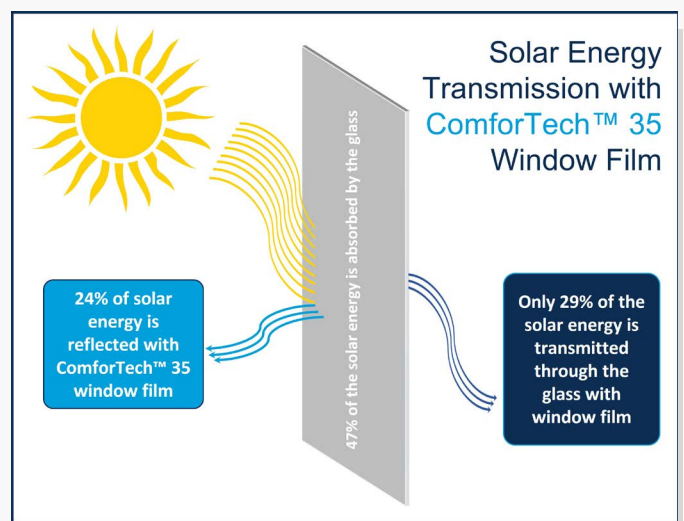 Solar Energy
Transmission with
ComforTech™ 35
Window Film
47% of the solar energy is absorbed by the glass
24% of solar
energy is
reflected with
ComforTech™ 35
window film
Only 29% of the
solar energy is
transmitted
through the
glass with
window film